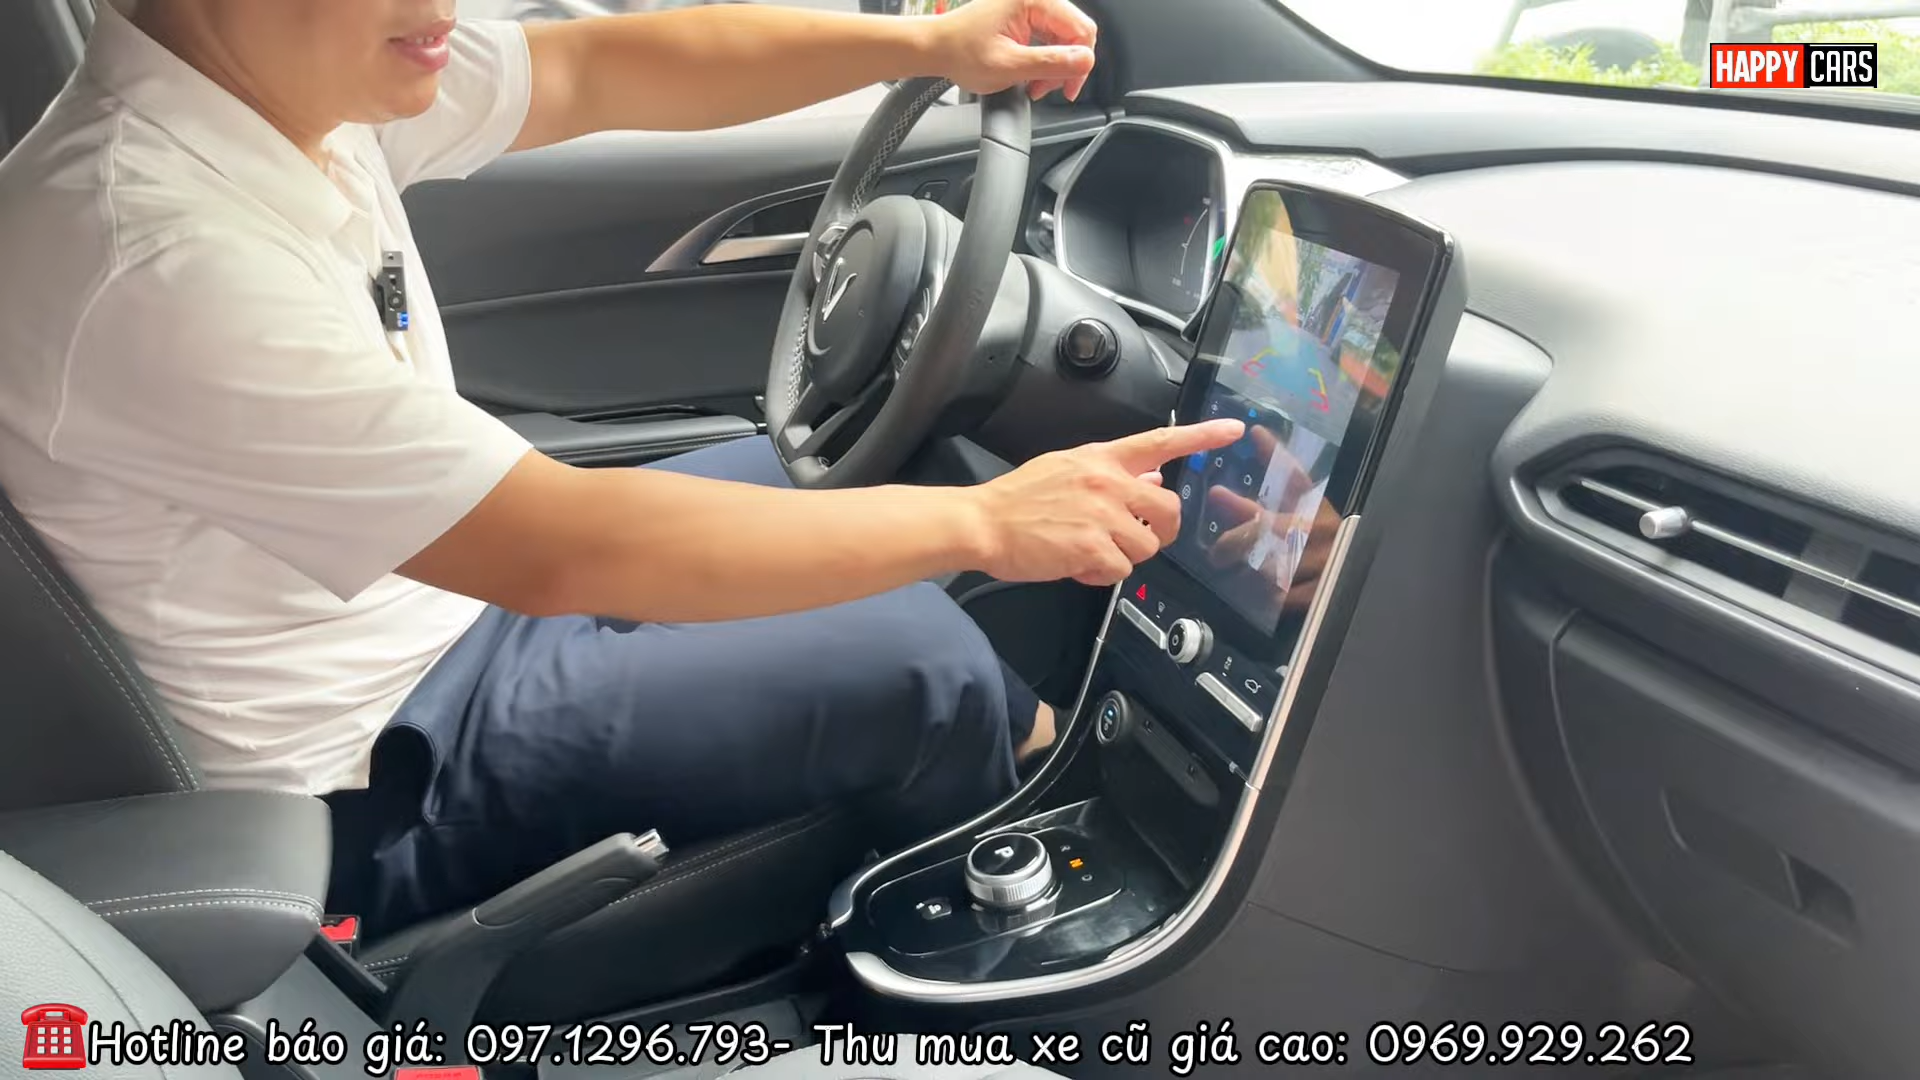 HAPPY CARS
P
N
Hotline báo giá: 097.1296.793- Thu mua xe cũ giá cao: 0969.929.262